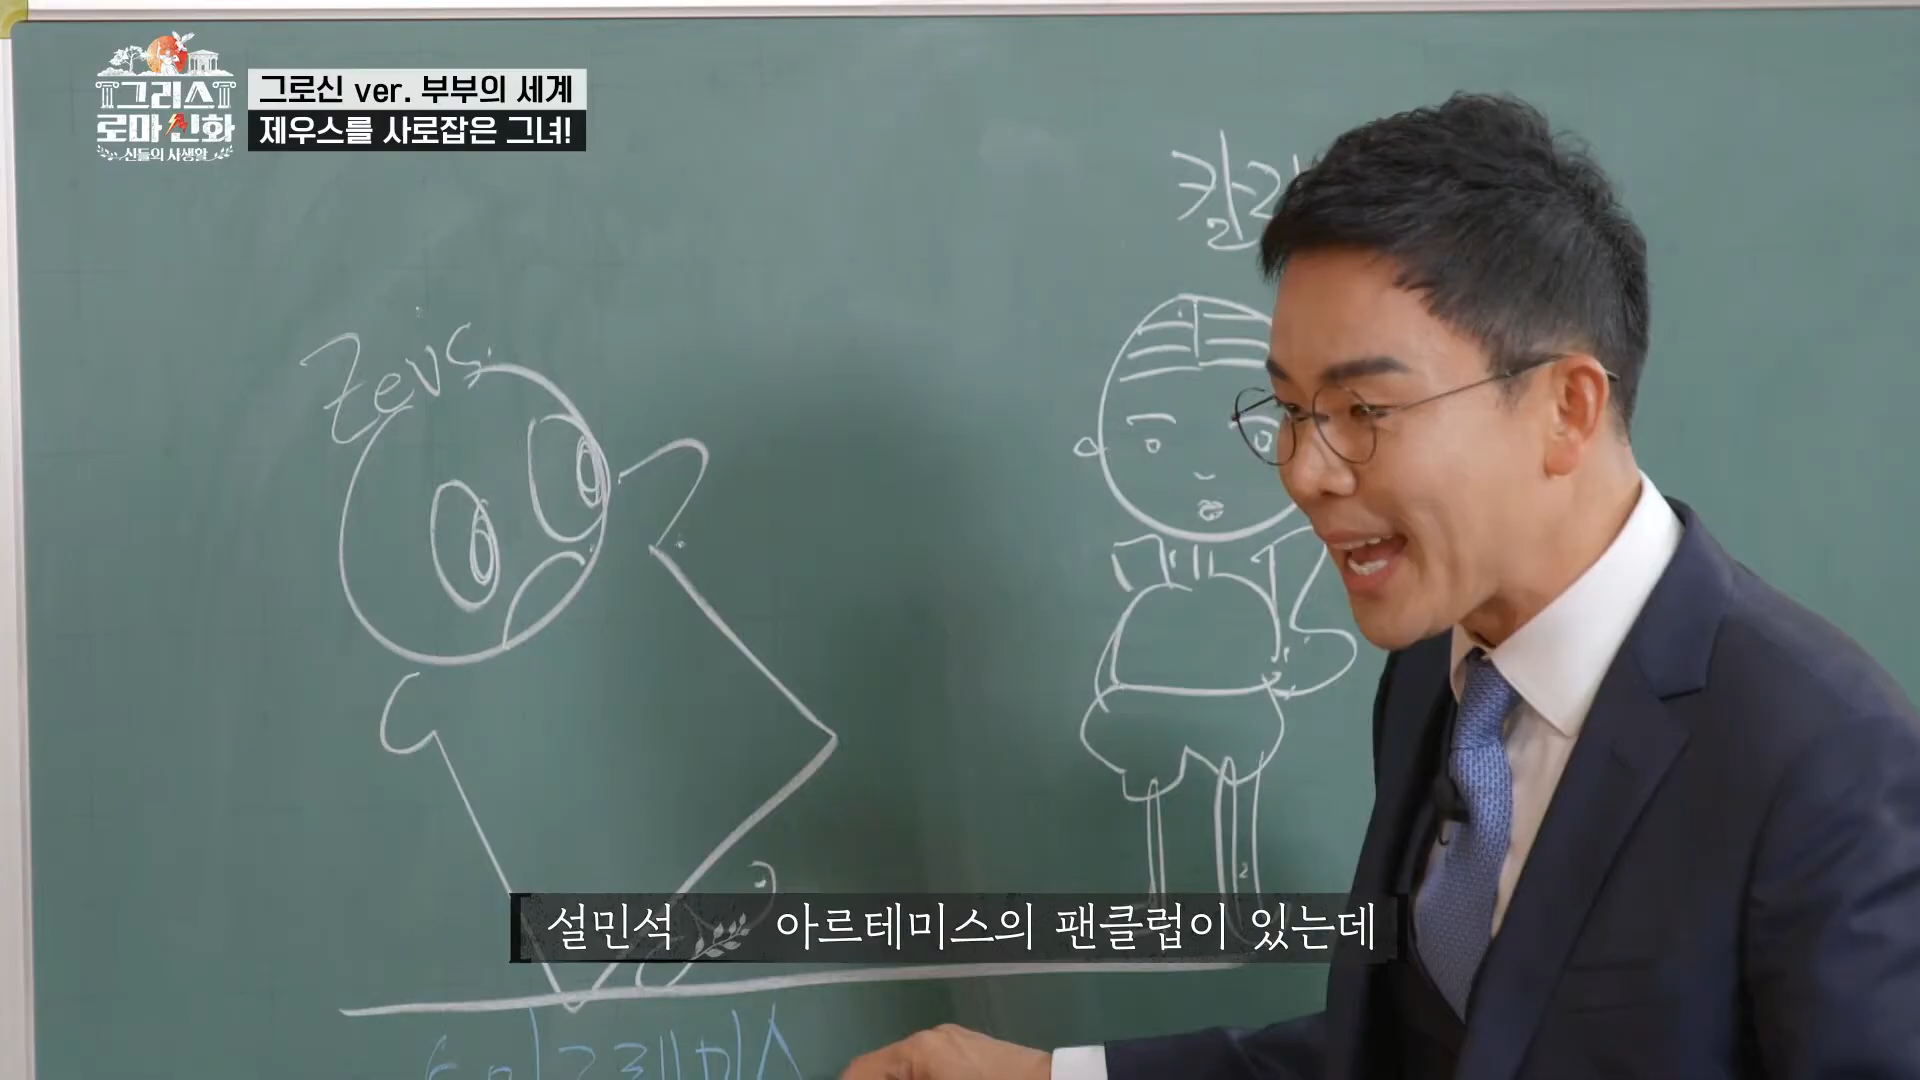 그리스
로마 신화
신들의 사생활
그로신 ver. 부부의 세계
제우스를 사로잡은 그녀!
Zeus
설민석 아르테미스의 팬클럽이 있는데